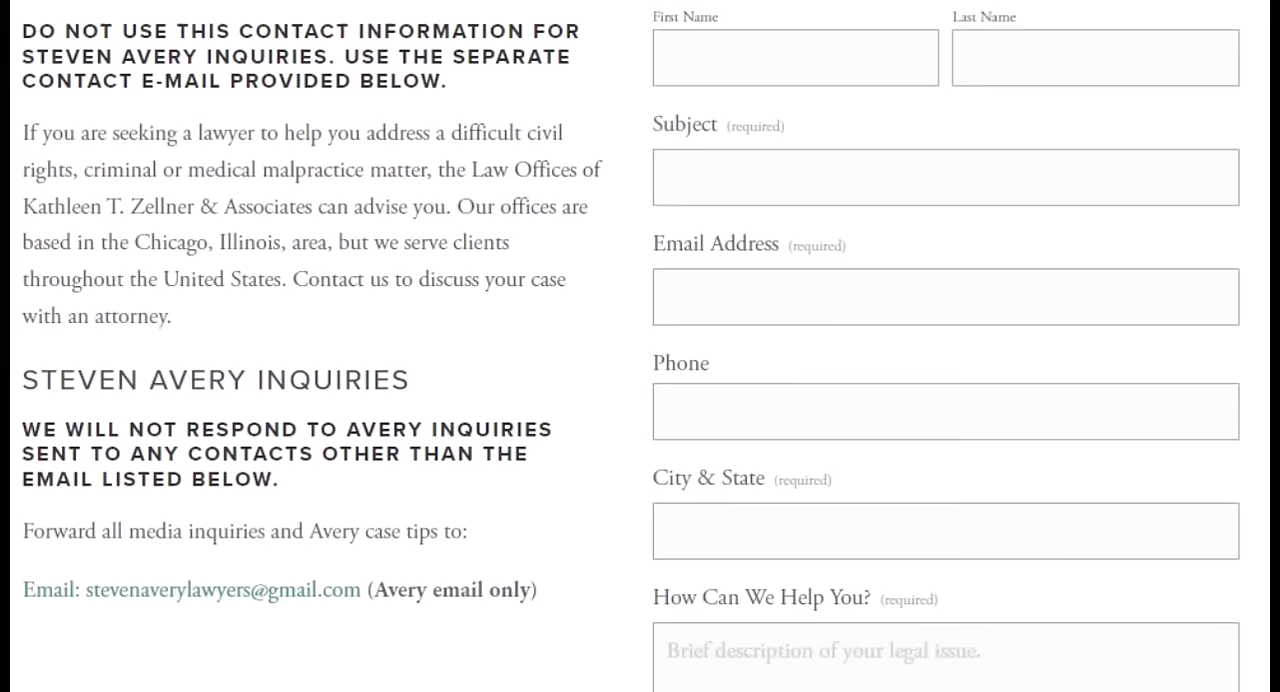 DO NOT USE THIS CONTACT INFORMATION FOR
STEVEN AVERY INQUIRIES. USE THE SEPARATE
CONTACT E-MAIL PROVIDED BELOW.
If you are seeking a lawyer to help you address a difficult civil
rights, criminal or medical malpractice matter, the Law Offices of
Kathleen T. Zellner & Associates can advise you. Our offices are
based in the Chicago, Illinois, area, but we serve clients
throughout the United States. Contact us to discuss your case
with an attorney.
STEVEN AVERY INQUIRIES
WE WILL NOT RESPOND TO AVERY INQUIRIES
SENT TO ANY CONTACTS OTHER THAN THE
EMAIL LISTED BELOW.
Forward all media inquiries and Avery case tips to:
Email: stevenaverylawyers@gmail.com (Avery email only)
First Name
Last Name
Subject (required)
Email Address (required)
Phone
City & State (required)
How Can We Help You? (required)
Brief description of your legal issue.